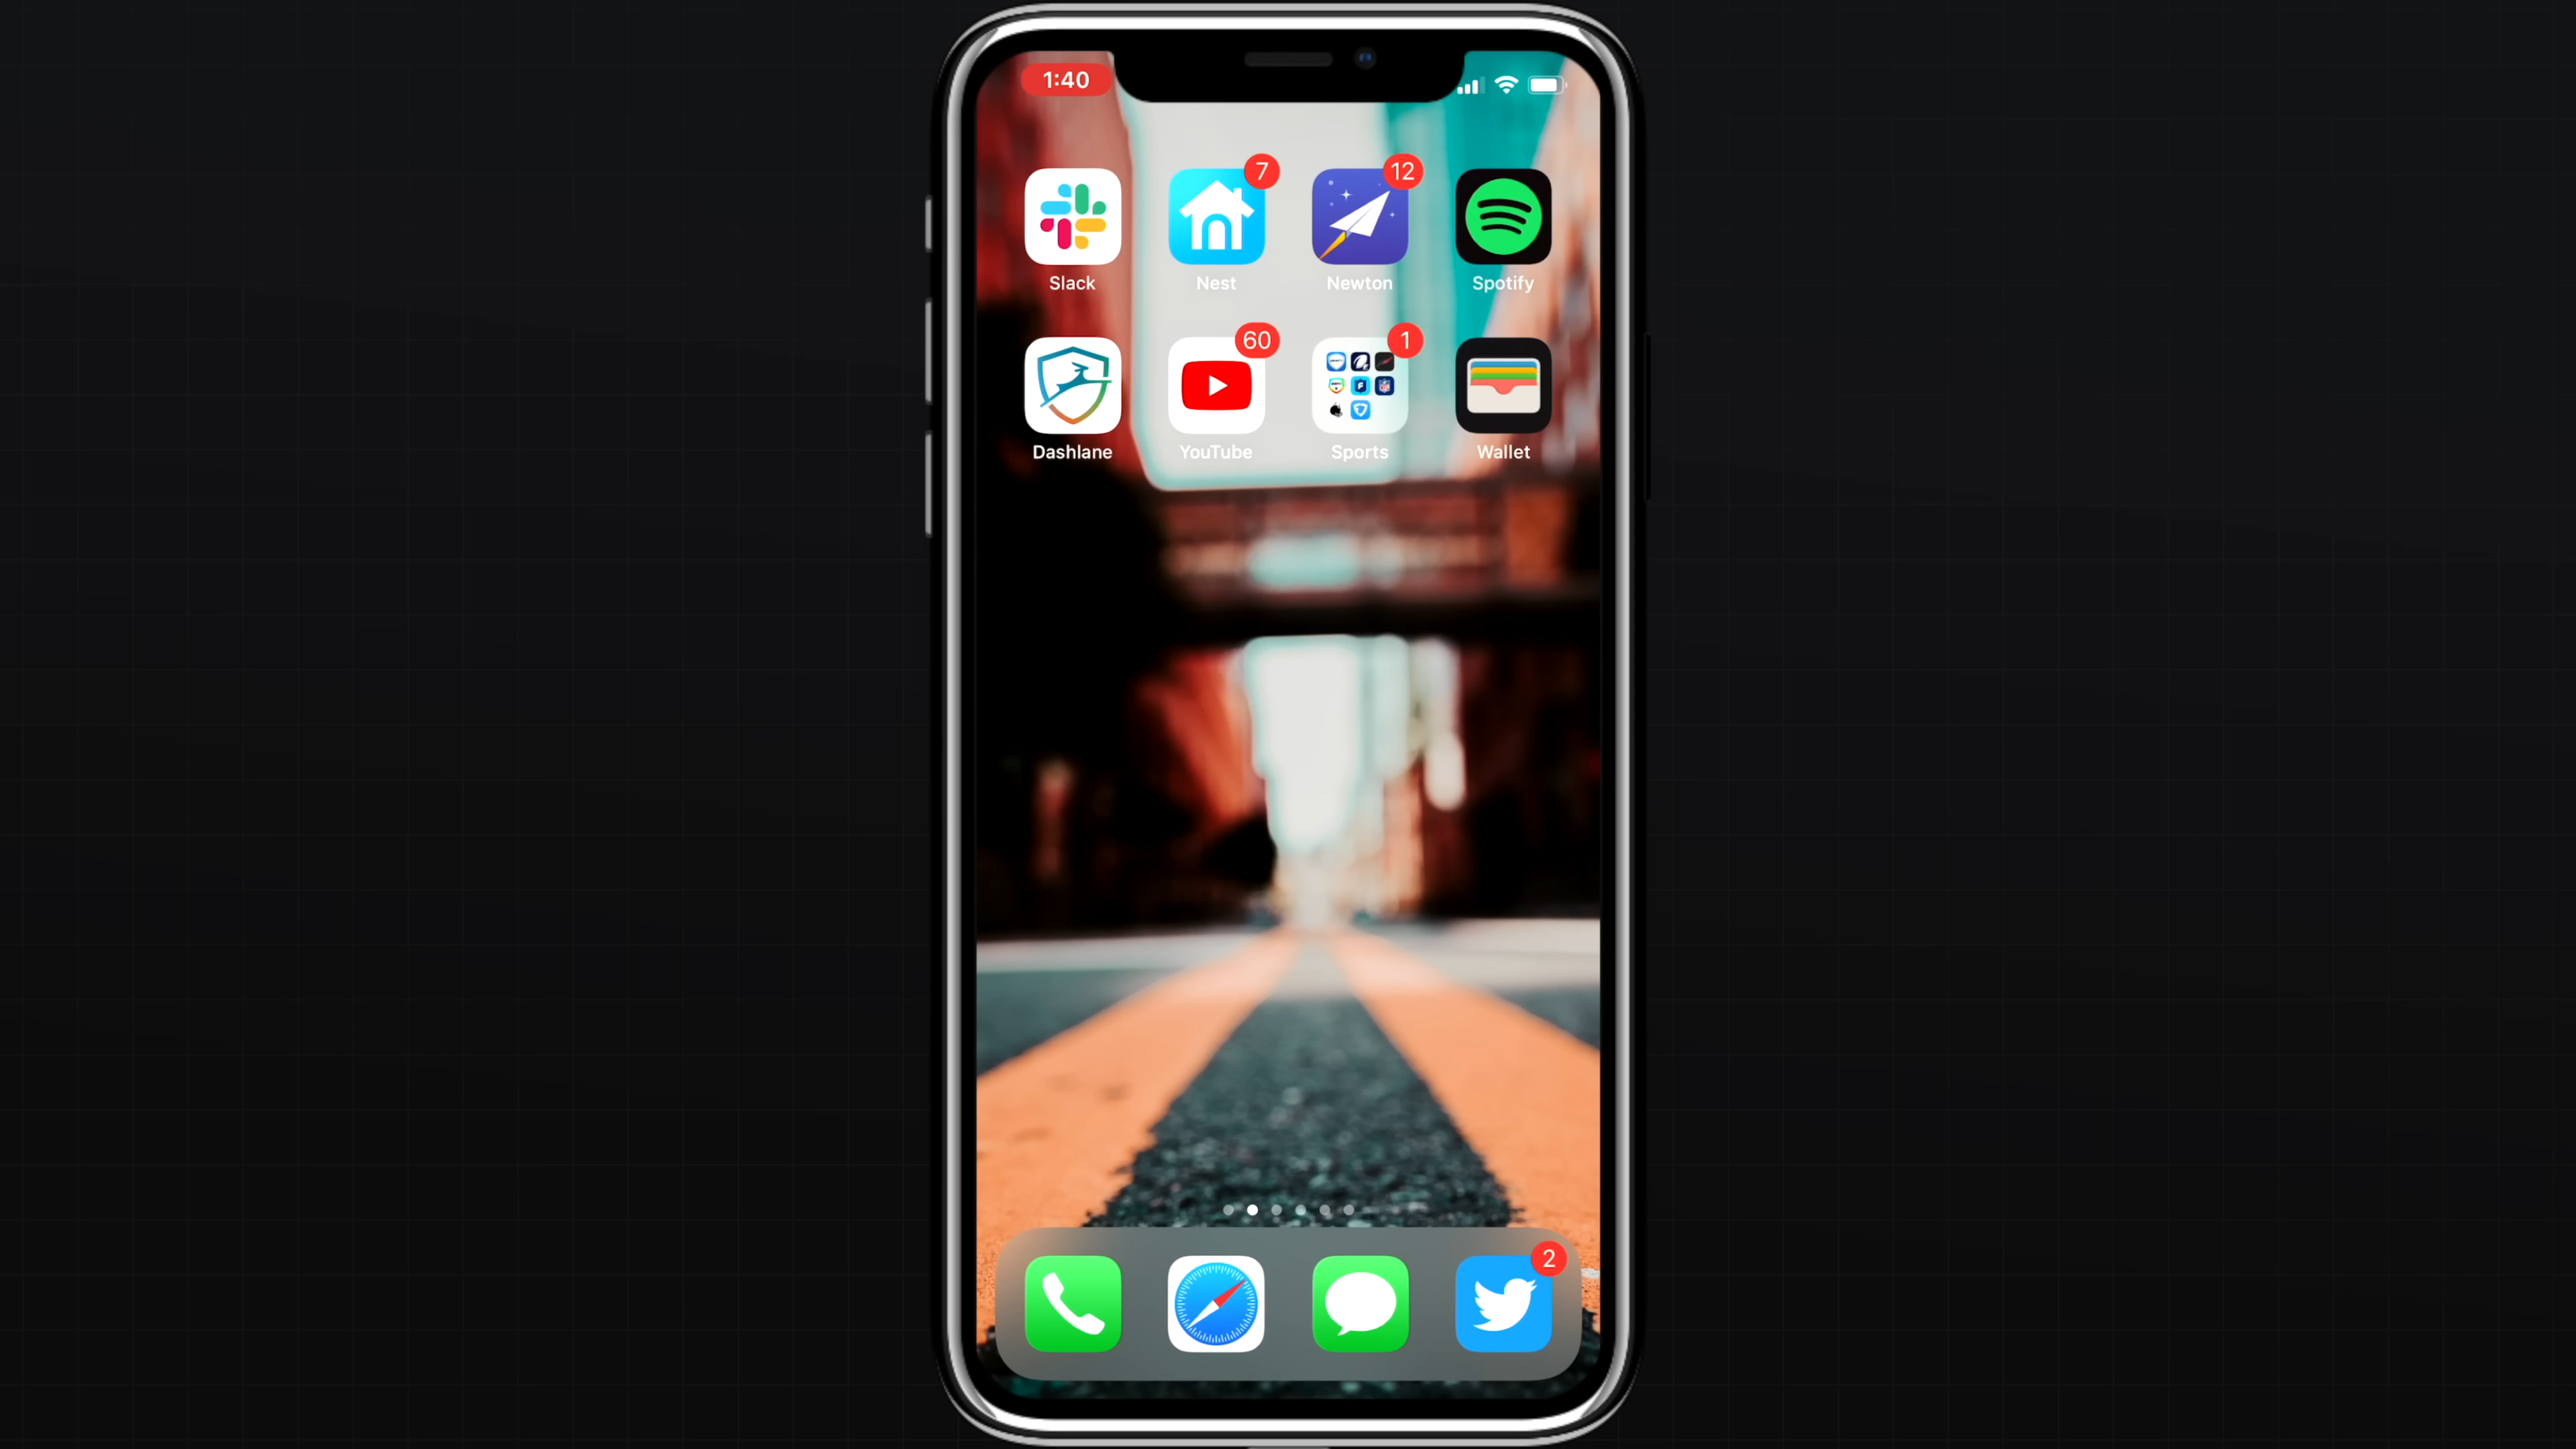 1:40
7
12
Slack
Nest
Newton
Spotify
60
1
Dashlane
YouTube
Sports
Wallet
2